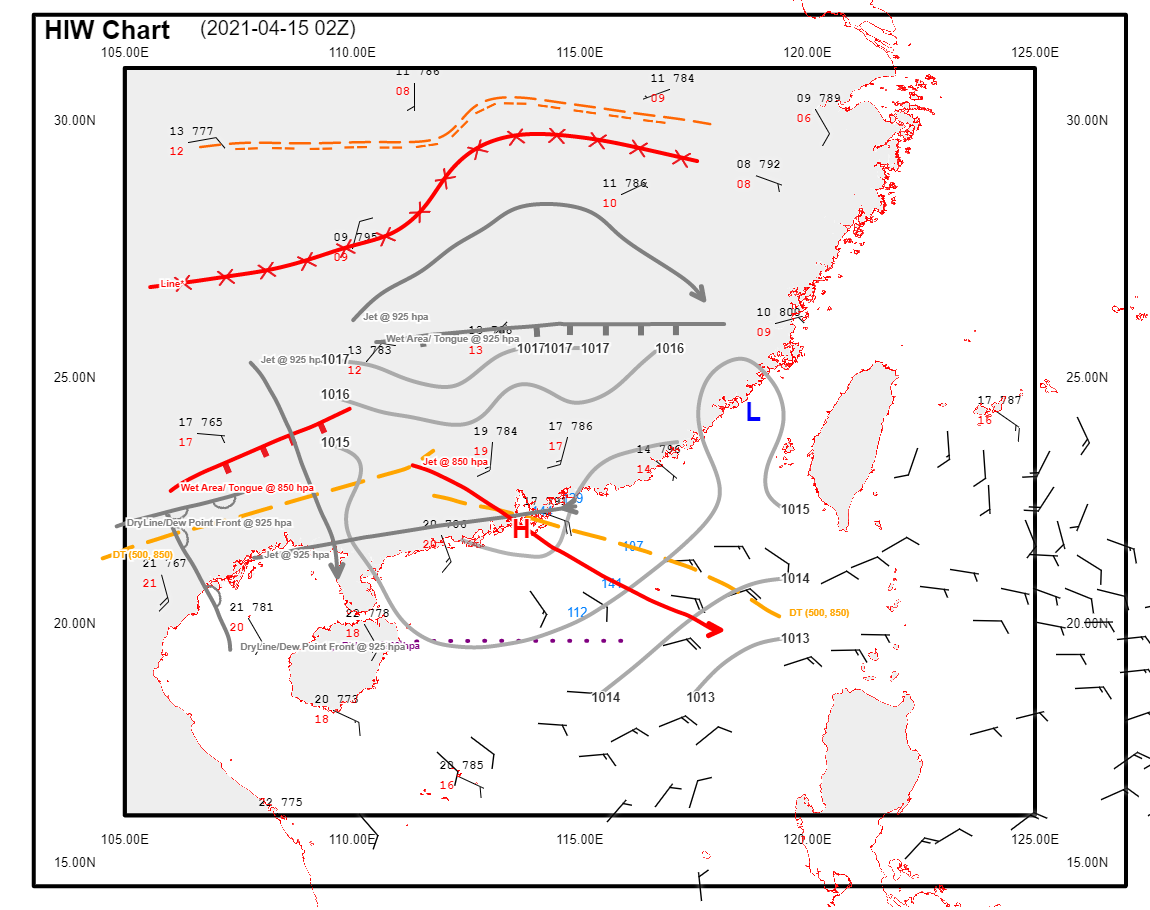 HIW Chart (2021-04-15 02Z)
105.00E 110.00E 115.00E 120.00E 125.00E
11 786
08
11 784
09
09 789
06
30.00N 30.00N
13 777
12
08 792
08
11 786
10
09 795
09
Line
Jet @ 925 hpa
10 800
09
13
Wet Area/ Tongue @ 925 hpa
13 783
12
1017 1017 1017 1016
Jet @ 925 hpa
1017
25.00N 25.00N
1016
17 787
16
L
17 765
17
1015
19 784
19
17 786
17
14 796
14
Jet @ 850 hpa
Wet Area/ Tongue @ 850 hpa
1015
DryLine/Dew Point Front @ 925 hpa
H
20
107
DT (500, 850)
Jet @ 925 hpa
21 767
21
1014
141
21 781
20
22 778
18
112
DT (500, 850)
20.00N 20.00N
1013
DryLine/Dew Point Front @ 925 hpa
hpa
20 773
18
1014 1013
20 785
16
22 775
105.00E 110.00E 115.00E 120.00E 125.00E
15.00N 15.00N